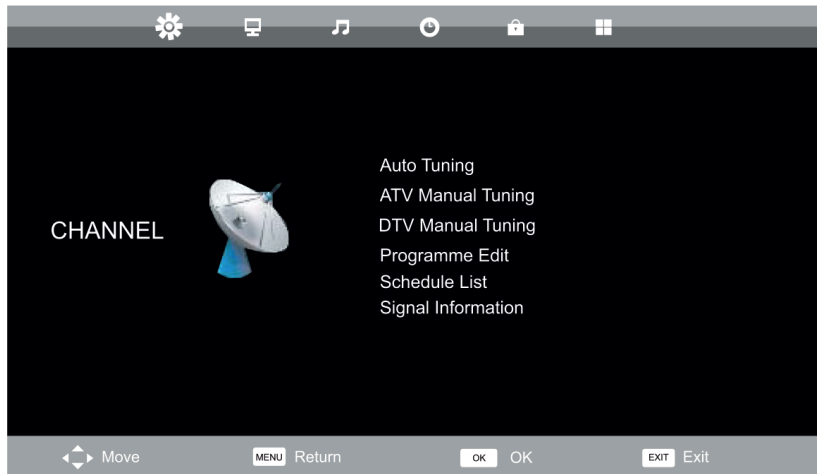 Auto Tuning
ATV Manual Tuning
CHANNEL
DTV Manual Tuning
Programme Edit
Schedule List
Signal Information
Move
MENU Return
OK OK
EXIT Exit